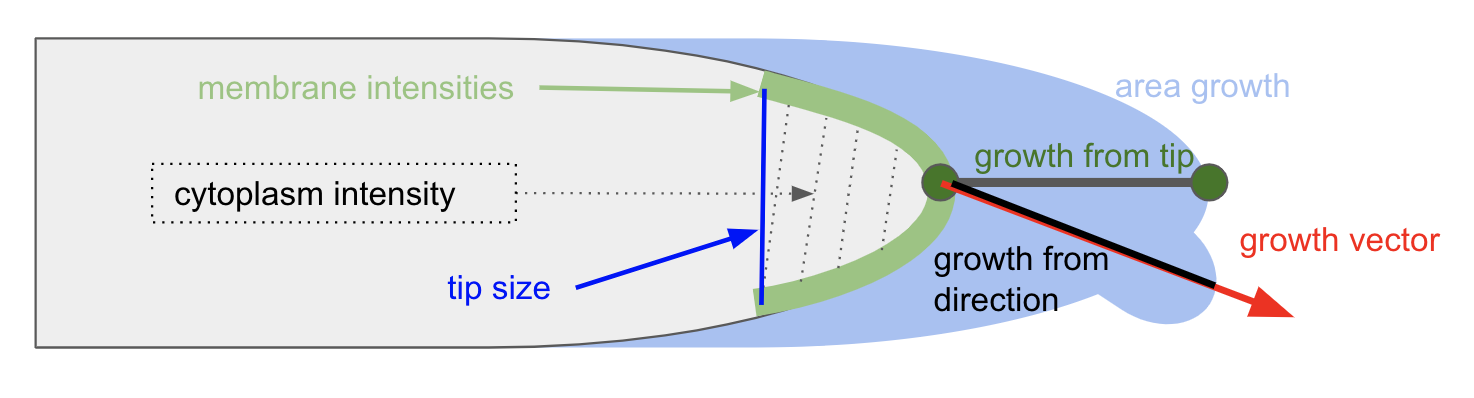 membrane intensities
area growth
growth from tip
cytoplasm intensity
growth vector
growth from
direction
tip size